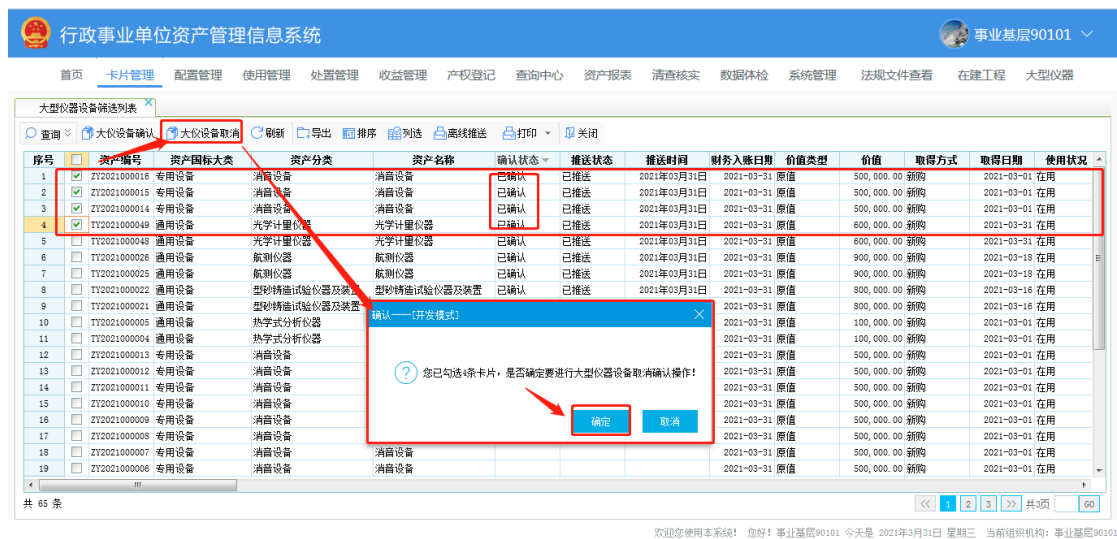 行政事业单位资产管理信息系统 事业基层90101
首页 卡片管理 配置管理 使用管理 处置管理 收益管理 产权登记 查询中心 资产报表 清查核实 数据体检 系统管理 法规文件查看 在建工程 大型仪器
大型仪器设备筛选列表
查询 大仪设备确认 大仪设备取消 刷新 导出 排序 列选 离线推送 打印 关闭
序号 资产编号 资产国标大类 资产分类 资产名称 确认状态 推送状态 推送时间 财务入账日期 价值类型 价值 取得方式 取得日期 使用状况
1 ZY2021000016 专用设备 消音设备 消音设备 已确认 已推送 2021年03月31日 2021-03-31 原值 500,000.00 新购 2021-03-01 在用
2 ZY2021000015 专用设备 消音设备 消音设备 已确认 已推送 2021年03月31日 2021-03-31 原值 500,000.00 新购 2021-03-01 在用
3 ZY2021000014 专用设备 消音设备 消音设备 已确认 已推送 2021年03月31日 2021-03-31 原值 500,000.00 新购 2021-03-01 在用
4 TY2021000049 通用设备 光学计量仪器 光学计量仪器 已确认 已推送 2021年03月31日 2021-03-31 原值 600,000.00 新购 2021-03-31 在用
5 TY2021000048 通用设备 光学计量仪器 光学计量仪器 已确认 已推送 2021年03月31日 2021-03-31 原值 600,000.00 新购 2021-03-31 在用
6 TY2021000026 通用设备 航测仪器 航测仪器 已确认 已推送 2021年03月31日 2021-03-31 原值 900,000.00 新购 2021-03-18 在用
7 TY2021000025 通用设备 航测仪器 航测仪器 已确认 已推送 2021年03月31日 2021-03-31 原值 900,000.00 新购 2021-03-18 在用
8 TY2021000022 通用设备 型砂铸造试验仪器及装置 型砂铸造试验仪器及装置 已确认 已推送 2021年03月31日 2021-03-31 原值 800,000.00 新购 2021-03-16 在用
9 TY2021000021 通用设备 型砂铸造试验仪器及装置 2021-03-31 原值 800,000.00 新购 2021-03-16 在用
10 TY2021000005 通用设备 热学式分析仪器 2021-03-31 原值 100,000.00 新购 2021-03-01 在用
11 TY2021000004 通用设备 热学式分析仪器 2021-03-31 原值 100,000.00 新购 2021-03-01 在用
12 ZY2021000013 专用设备 消音设备 2021-03-31 原值 500,000.00 新购 2021-03-01 在用
13 ZY2021000012 专用设备 消音设备 2021-03-31 原值 500,000.00 新购 2021-03-01 在用
14 ZY2021000011 专用设备 消音设备 2021-03-31 原值 500,000.00 新购 2021-03-01 在用
15 ZY2021000010 专用设备 消音设备 2021-03-31 原值 500,000.00 新购 2021-03-01 在用
16 ZY2021000009 专用设备 消音设备 2021-03-31 原值 500,000.00 新购 2021-03-01 在用
17 ZY2021000008 专用设备 消音设备 2021-03-31 原值 500,000.00 新购 2021-03-01 在用
18 ZY2021000007 专用设备 消音设备 消音设备 2021-03-31 原值 500,000.00 新购 2021-03-01 在用
19 ZY2021000006 专用设备 消音设备 消音设备 2021-03-31 原值 500,000.00 新购 2021-03-01 在用
确认----[开发模式]
您已勾选4条卡片，是否确定要进行大型仪器设备取消确认操作！
确定 取消
共 65 条 << 1 2 3 >> 共3页 GO
欢迎您使用本系统! 您好! 事业基层90101 今天是 2021年3月31日 星期三 当前组织机构: 事业基层90101